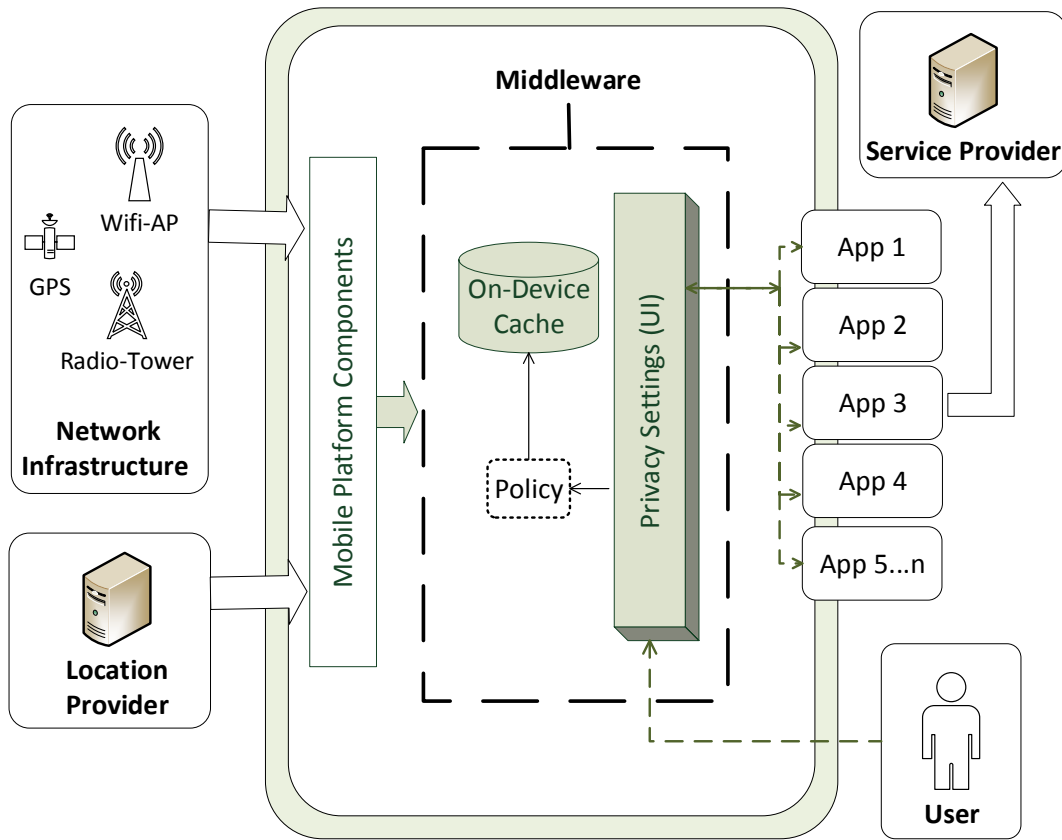 Middleware
Service Provider
Wifi-AP
GPS
Radio-Tower
Network
Infrastructure
Location
Provider
Mobile Platform Components
On-Device
Cache
Policy
Privacy Settings (UI)
App 1
App 2
App 3
App 4
App 5...n
User